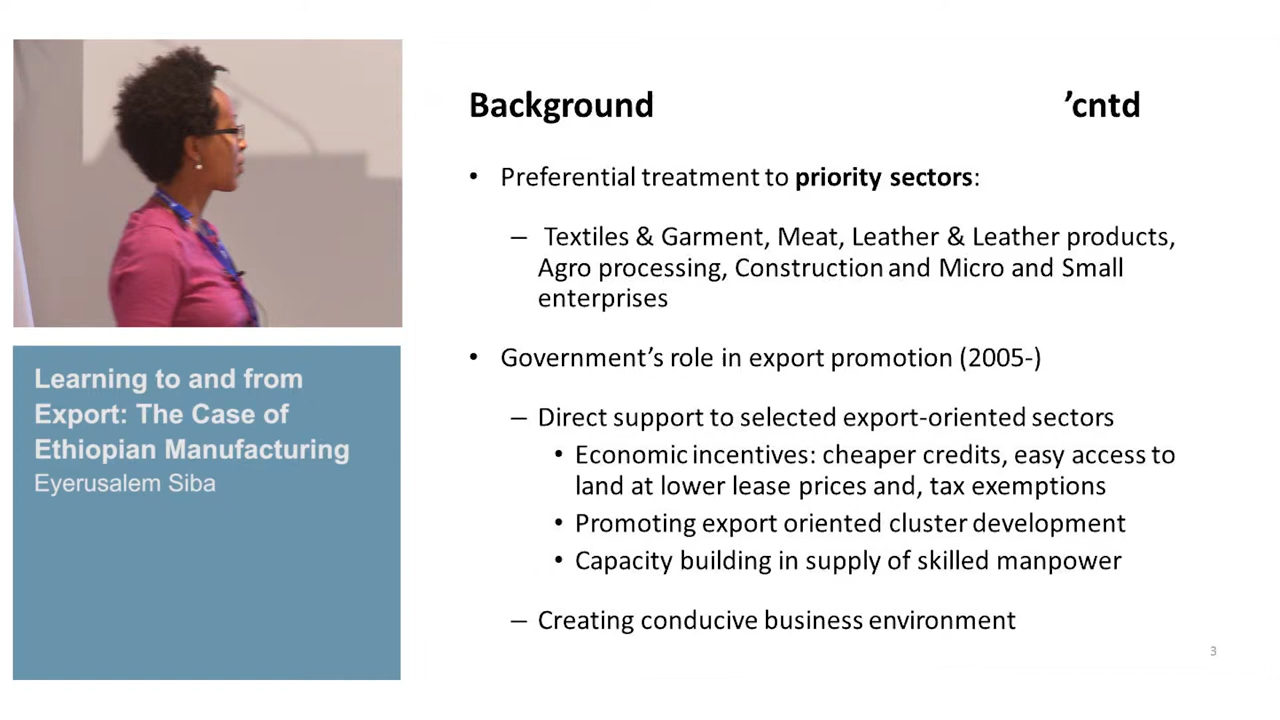 Background ’cntd
• Preferential treatment to priority sectors:
– Textiles & Garment, Meat, Leather & Leather products,
Agro processing, Construction and Micro and Small
enterprises
• Government’s role in export promotion (2005-)
– Direct support to selected export-oriented sectors
• Economic incentives: cheaper credits, easy access to
land at lower lease prices and, tax exemptions
• Promoting export oriented cluster development
• Capacity building in supply of skilled manpower
– Creating conducive business environment
3
Learning to and from
Export: The Case of
Ethiopian Manufacturing
Eyerusalem Siba